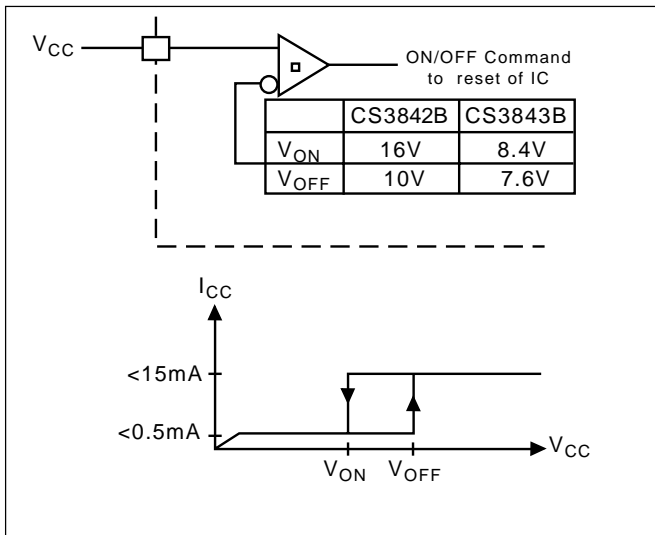 VCC
ON/OFF Command
to reset of IC
CS3842B CS3843B
VON 16V 8.4V
VOFF 10V 7.6V
ICC
<15mA
<0.5mA
VCC
VON VOFF